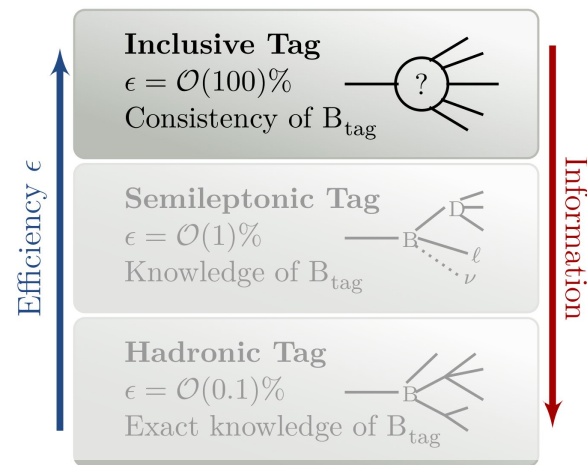 Inclusive Tag
ϵ = 𝒪(100)%
Consistency of B_tag
?
Semileptonic Tag
ϵ = 𝒪(1)%
Knowledge of B_tag
B
D
ℓ
ν
Hadronic Tag
ϵ = 𝒪(0.1)%
Exact knowledge of B_tag
B
Efficiency ϵ
Information